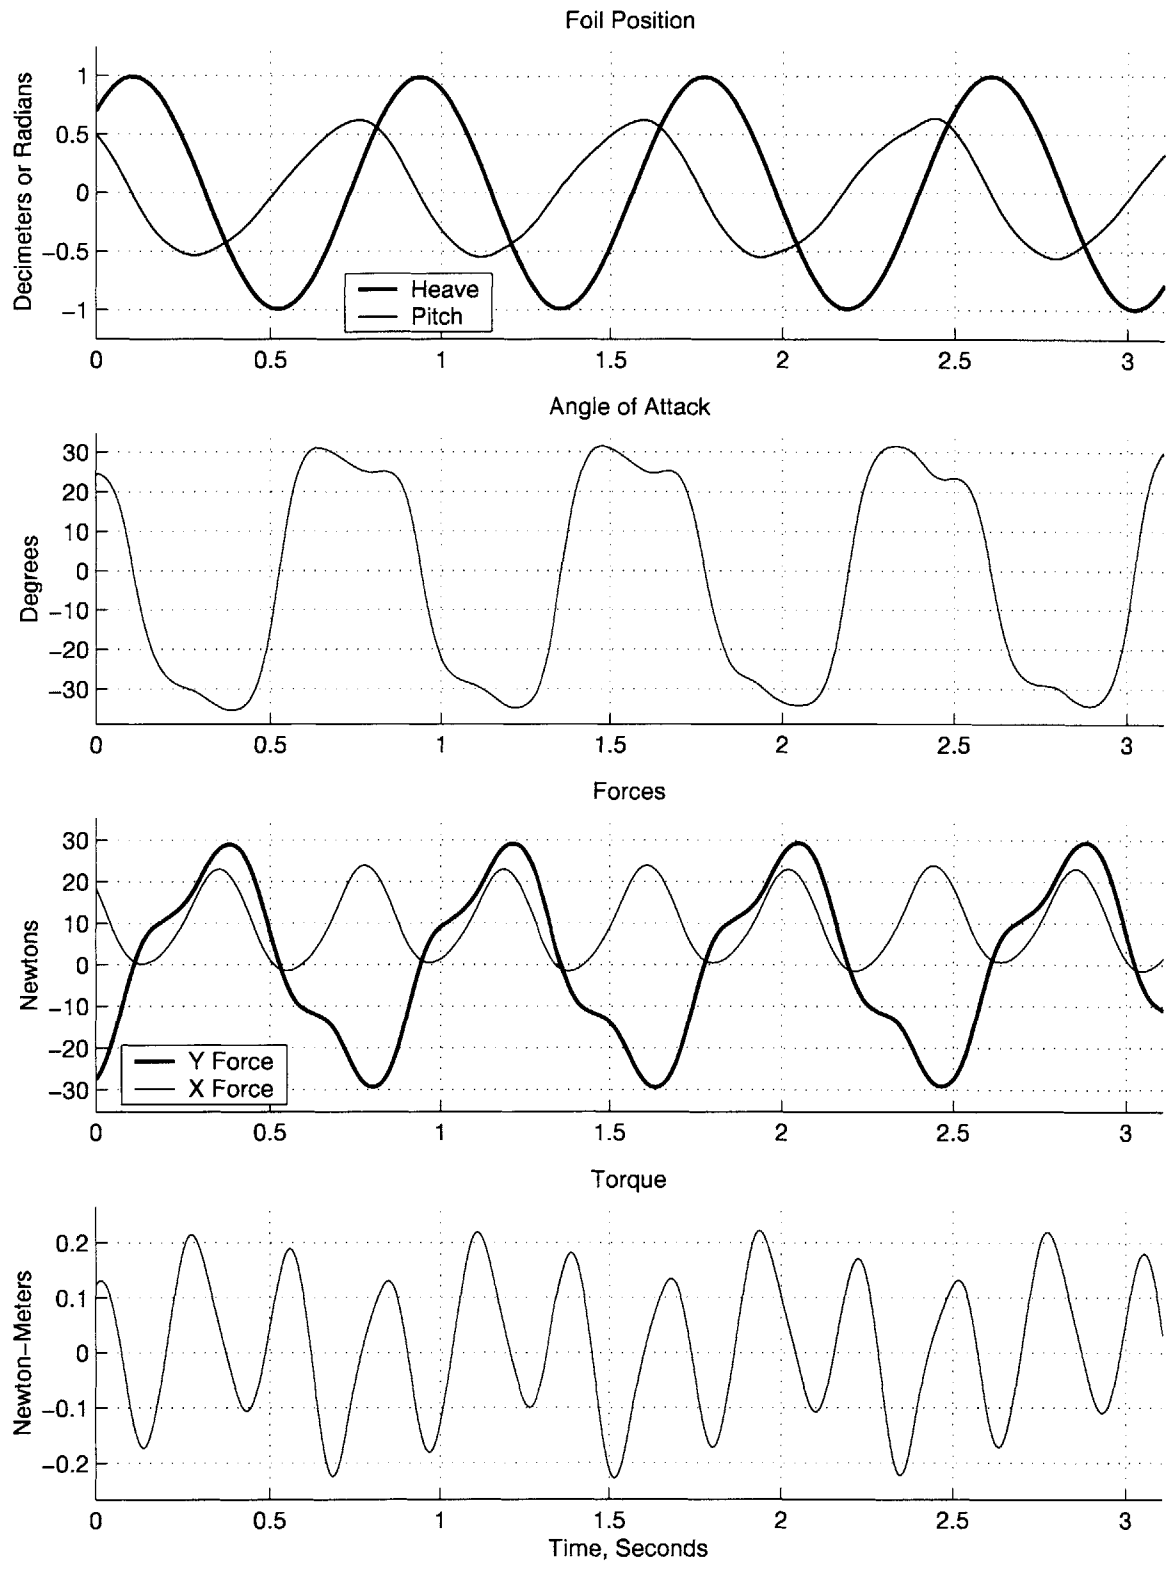 Foil Position
Decimeters or Radians
1
0.5
0
−0.5
−1
Heave
Pitch
0 0.5 1 1.5 2 2.5 3
Angle of Attack
Degrees
30
20
10
0
−10
−20
−30
0 0.5 1 1.5 2 2.5 3
Forces
Newtons
30
20
10
0
−10
−20
−30
Y Force
X Force
0 0.5 1 1.5 2 2.5 3
Torque
Newton−Meters
0.2
0.1
0
−0.1
−0.2
0 0.5 1 1.5 2 2.5 3
Time, Seconds